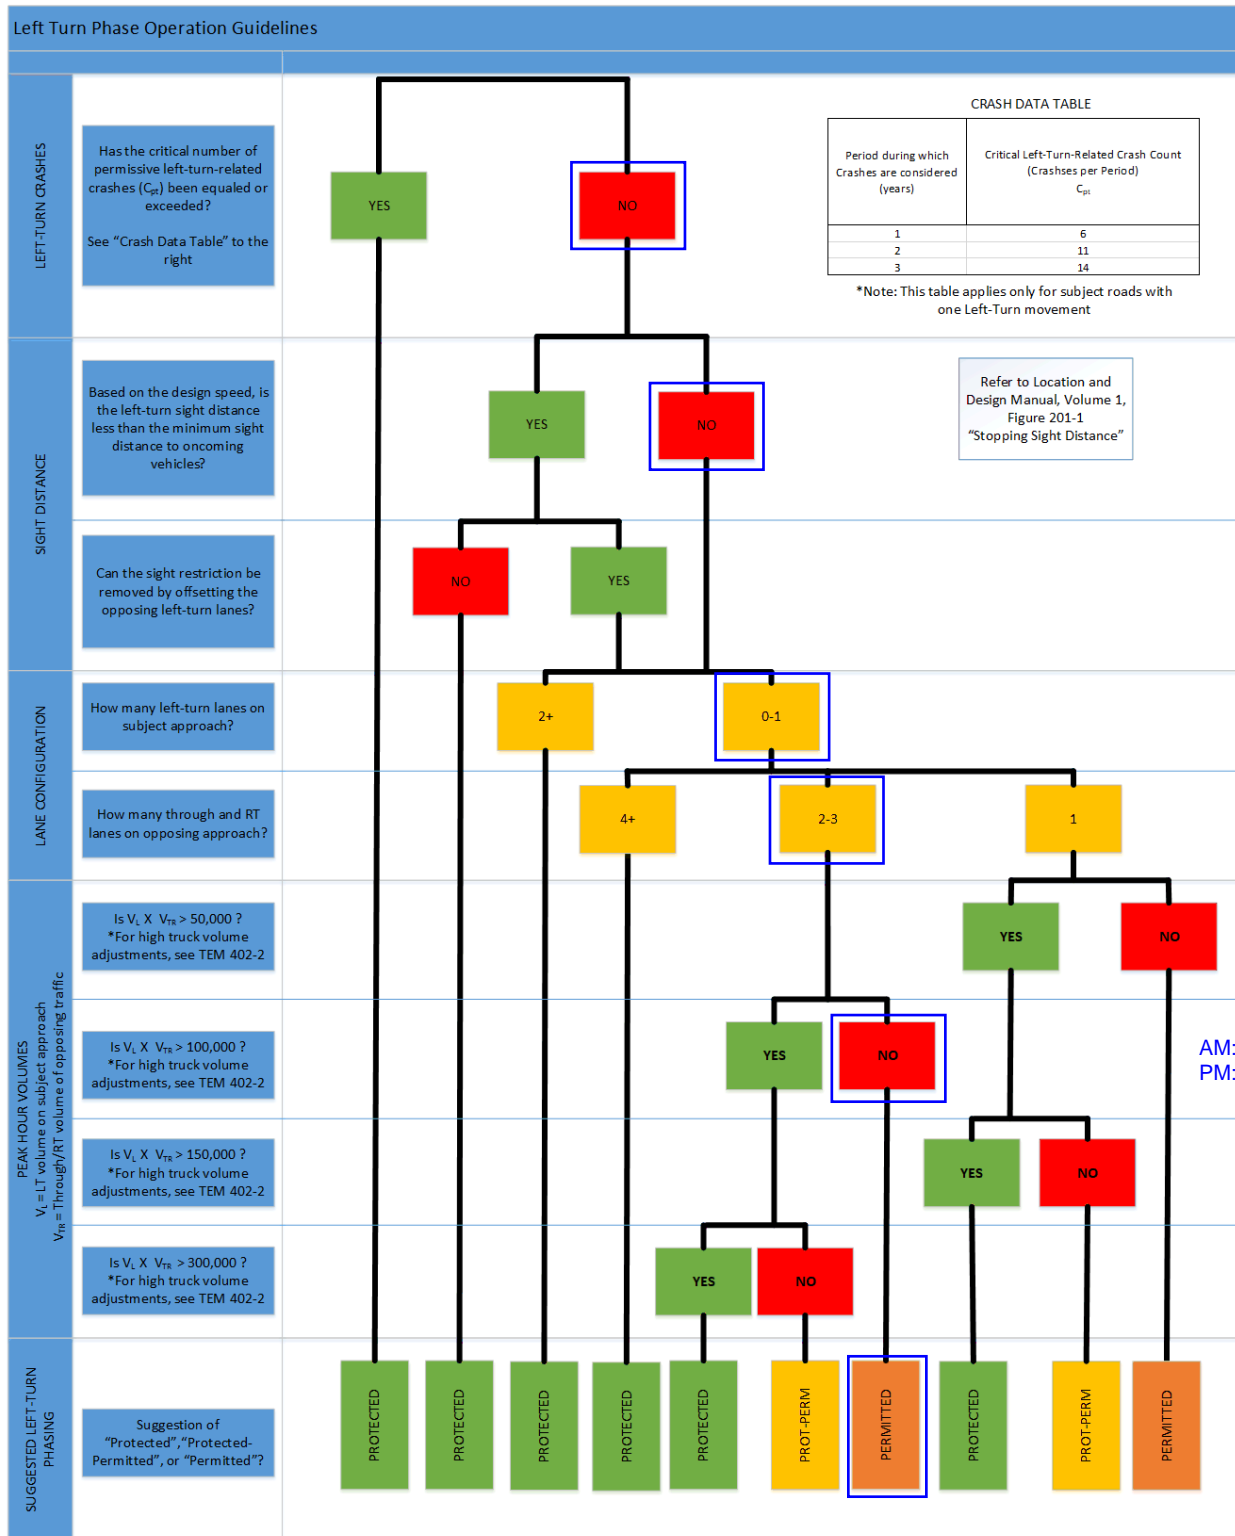 Left Turn Phase Operation Guidelines
LEFT-TURN CRASHES
Has the critical number of
permissive left-turn-related
crashes (Cpt) been equaled or
exceeded?
See “Crash Data Table” to the
right
YES
NO
CRASH DATA TABLE
Period during which
Crashes are considered
(years)
Critical Left-Turn-Related Crash Count
(Crashses per Period)
Cpt
1 6
2 11
3 14
*Note: This table applies only for subject roads with
one Left-Turn movement
SIGHT DISTANCE
Based on the design speed, is
the left-turn sight distance
less than the minimum sight
distance to oncoming
vehicles?
YES
NO
Refer to Location and
Design Manual, Volume 1,
Figure 201-1
“Stopping Sight Distance”
Can the sight restriction be
removed by offsetting the
opposing left-turn lanes?
NO
YES
LANE CONFIGURATION
How many left-turn lanes on
subject approach?
2+
0-1
How many through and RT
lanes on opposing approach?
4+
2-3
1
PEAK HOUR VOLUMES
VL = LT volume on subject approach
VTR = Through/RT volume of opposing traffic
Is VL X VTR > 50,000 ?
*For high truck volume
adjustments, see TEM 402-2
YES
NO
Is VL X VTR > 100,000 ?
*For high truck volume
adjustments, see TEM 402-2
YES
NO
AM:
PM:
Is VL X VTR > 150,000 ?
*For high truck volume
adjustments, see TEM 402-2
YES
NO
Is VL X VTR > 300,000 ?
*For high truck volume
adjustments, see TEM 402-2
YES
NO
SUGGESTED LEFT-TURN
PHASING
Suggestion of
“Protected”, “Protected-
Permitted”, or “Permitted”?
PROTECTED
PROTECTED
PROTECTED
PROTECTED
PROTECTED
PROT-PERM
PERMITTED
PROTECTED
PROT-PERM
PERMITTED